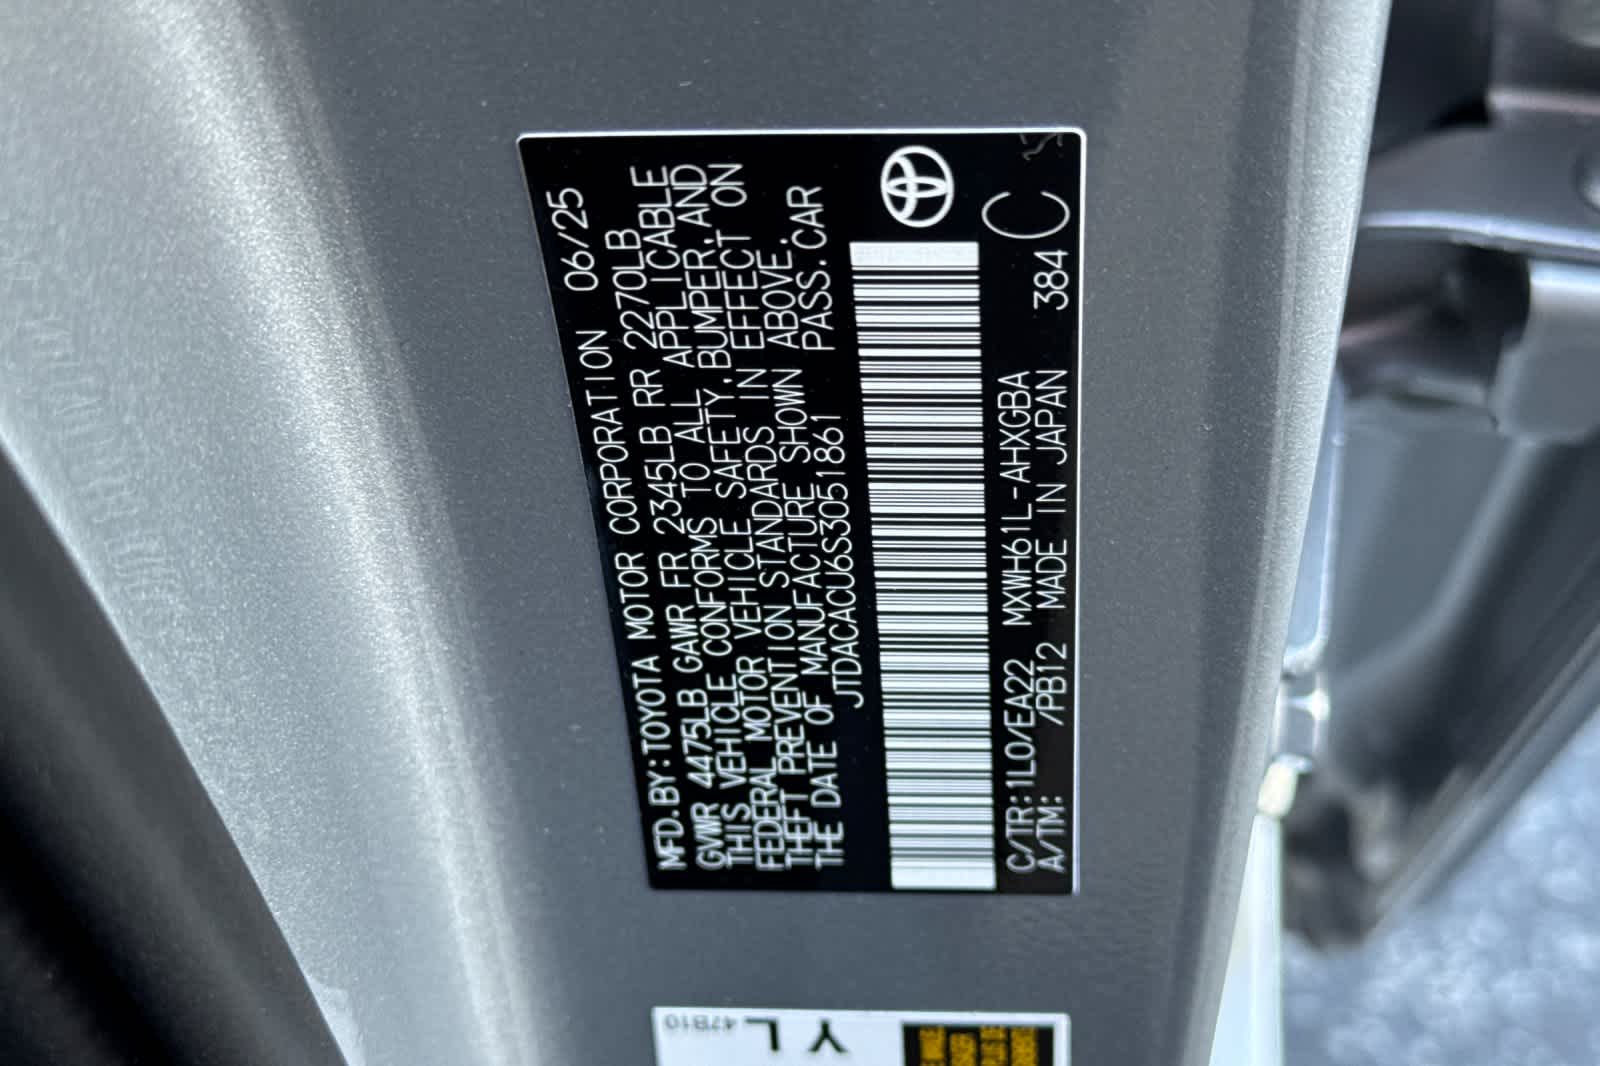 MFD.BY:TOYOTA MOTOR CORPORATION 06/25
GVWR 4475LB GAWR FR 2345LB RR 2270LB
THIS VEHICLE CONFORMS TO ALL APPLICABLE
FEDERAL MOTOR VEHICLE SAFETY,BUMPER,AND
THEFT PREVENTION STANDARDS IN EFFECT ON
THE DATE OF MANUFACTURE SHOWN ABOVE.
JTDACACU6S3051861 PASS.CAR
C/TR:1L0/EA22 MXWH61L-AHXGBA C
A/TM: /PB12 MADE IN JAPAN 384
YL
47B10